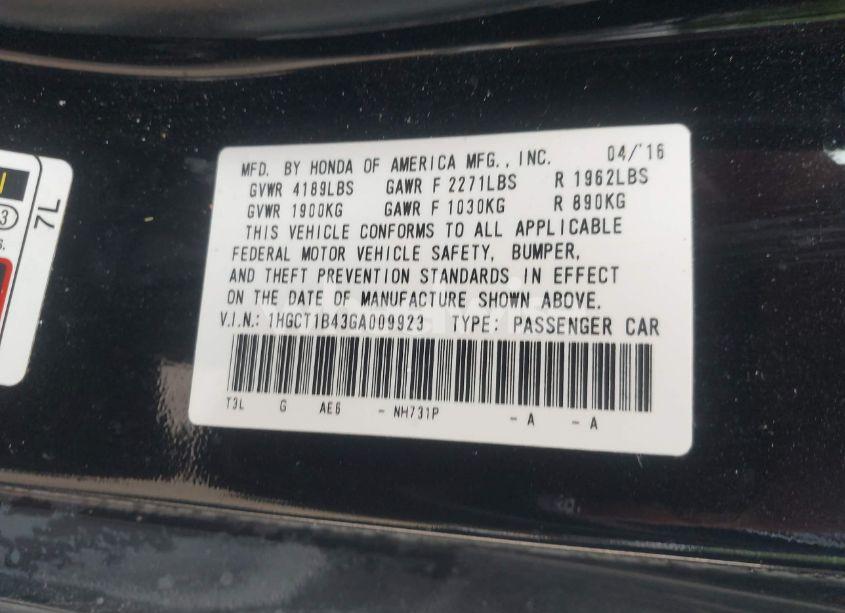 MFD. BY HONDA OF AMERICA MFG., INC. 04/'16
GVWR 4189LBS GAWR F 2271LBS R 1962LBS
GVWR 1900KG GAWR F 1030KG R 890KG
THIS VEHICLE CONFORMS TO ALL APPLICABLE
FEDERAL MOTOR VEHICLE SAFETY, BUMPER,
AND THEFT PREVENTION STANDARDS IN EFFECT
ON THE DATE OF MANUFACTURE SHOWN ABOVE.
V.I.N.: 1HGCT1B43GA009923 TYPE: PASSENGER CAR
T3L G AE6 - NH731P - A - A
7L
3